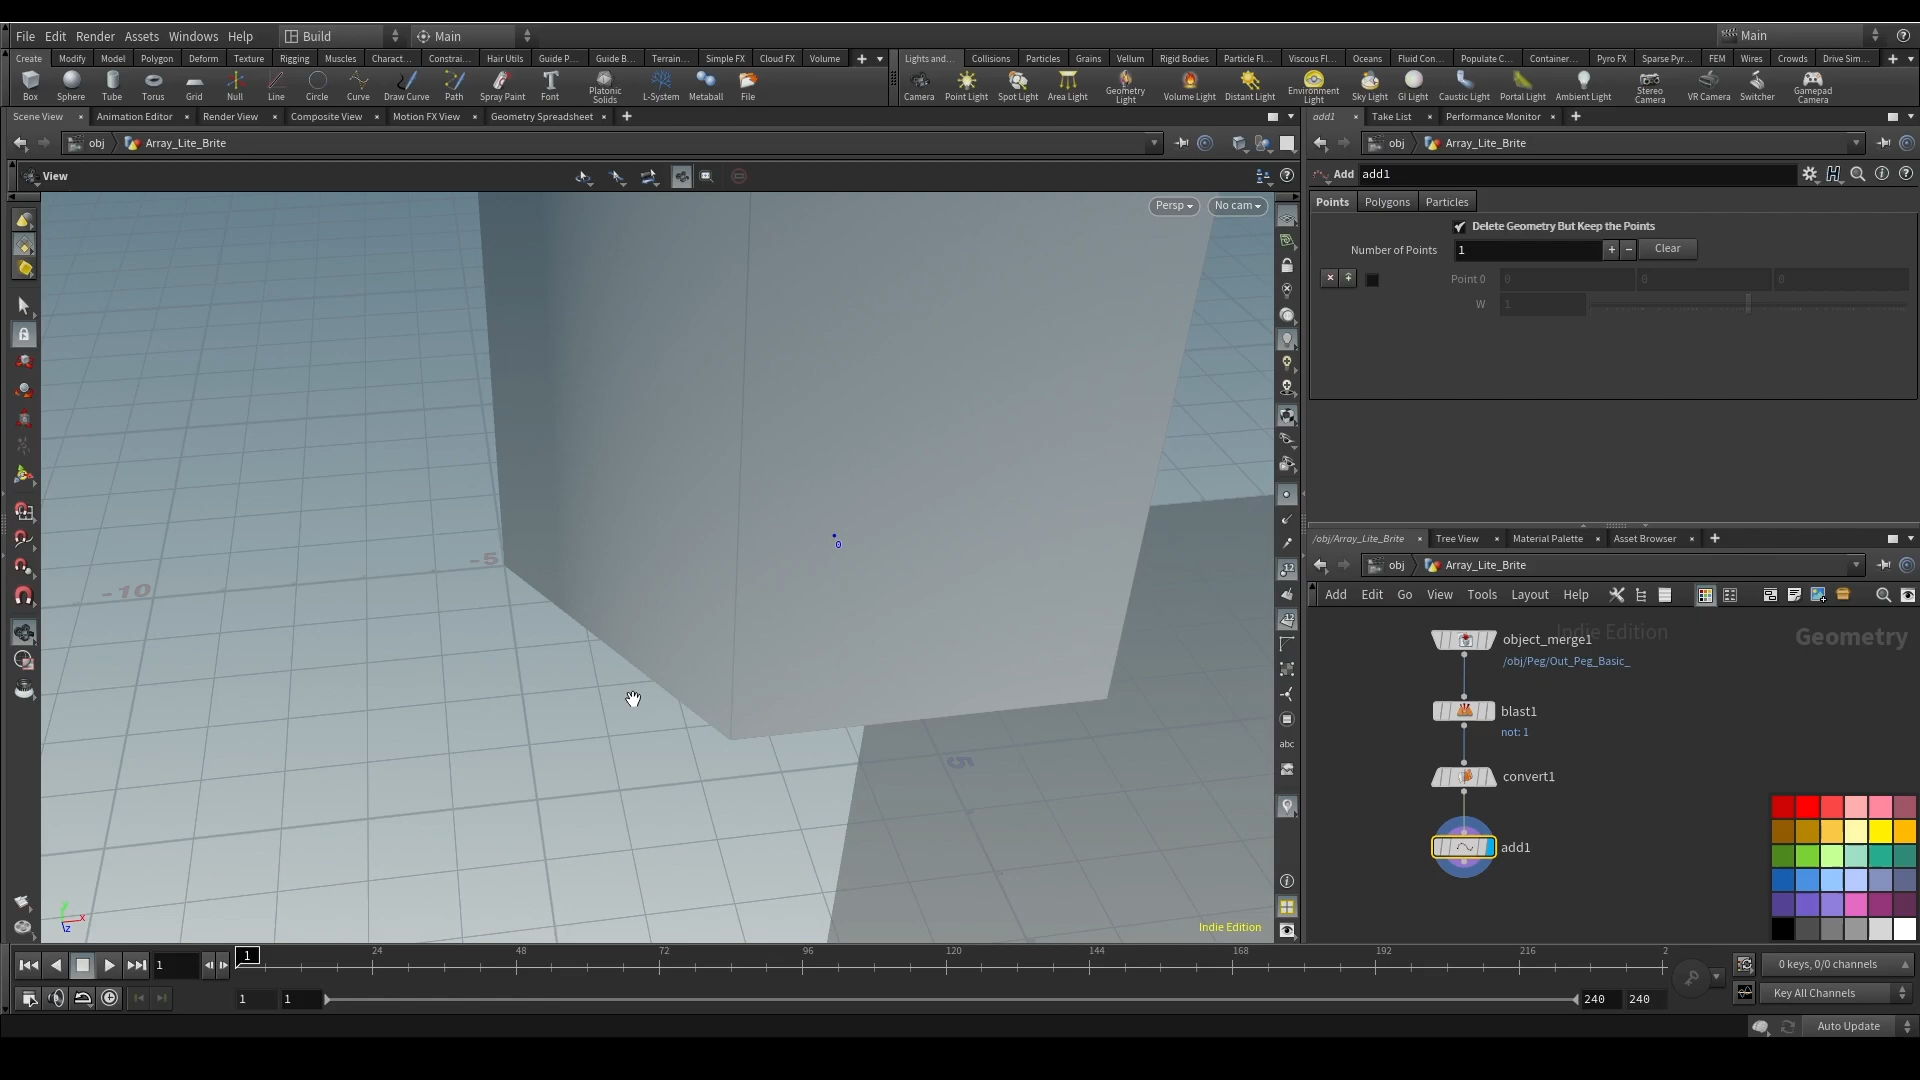 File Edit Render Assets Windows Help Build Main Main
Create Modify Model Polygon Deform Texture Rigging Muscles Charact... Constrai... Hair Utils Guide P... Guide B... Terrain... Simple FX Cloud FX Volume
Lights and... Collisions Particles Grains Vellum Rigid Bodies Particle Fl... Viscous Fl... Oceans Fluid Con... Populate C... Container... Pyro FX Sparse Pyr... FEM Wires Crowds Drive Sim...
Box Sphere Tube Torus Grid Null Line Circle Curve Draw Curve Path Spray Paint Font Platonic Solids L-System Metaball File
Camera Point Light Spot Light Area Light Geometry Light Volume Light Distant Light Environment Light Sky Light GI Light Caustic Light Portal Light Ambient Light Stereo Camera VR Camera Switcher Gamepad Camera
Scene View Animation Editor Render View Composite View Motion FX View Geometry Spreadsheet
add1 Take List Performance Monitor
obj Array_Lite_Brite
obj Array_Lite_Brite
View
Add add1
Points Polygons Particles
Persp No cam
Delete Geometry But Keep the Points
Number of Points 1 Clear
Point 0 0 0 0
W 1
0
-5
-10
5
abc
Indie Edition
/obj/Array_Lite_Brite Tree View Material Palette Asset Browser
obj Array_Lite_Brite
Add Edit Go View Tools Layout Help
Indie Edition
Geometry
object_merge1
/obj/Peg/Out_Peg_Basic_
blast1
not: 1
convert1
add1
x
z
1 1 24 48 72 96 120 144 168 192 216 2
0 keys, 0/0 channels
1 1 240 240
Key All Channels
Auto Update